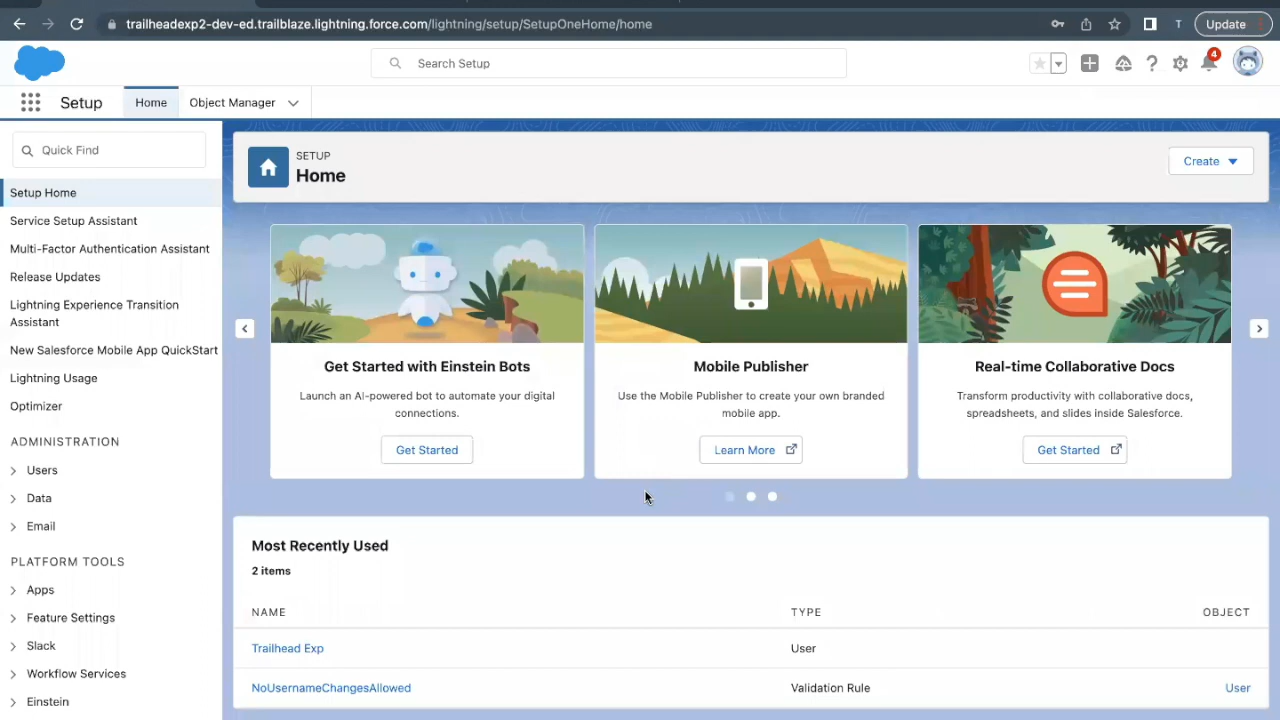 trailheadexp2-dev-ed.trailblaze.lightning.force.com/lightning/setup/SetupOneHome/home
T
Update
Search Setup
4
Setup
Home
Object Manager
Quick Find
Setup Home
Service Setup Assistant
Multi-Factor Authentication Assistant
Release Updates
Lightning Experience Transition
Assistant
New Salesforce Mobile App QuickStart
Lightning Usage
Optimizer
ADMINISTRATION
Users
Data
Email
PLATFORM TOOLS
Apps
Feature Settings
Slack
Workflow Services
Einstein
SETUP
Home
Create
Get Started with Einstein Bots
Launch an AI-powered bot to automate your digital
connections.
Get Started
Mobile Publisher
Use the Mobile Publisher to create your own branded
mobile app.
Learn More
Real-time Collaborative Docs
Transform productivity with collaborative docs,
spreadsheets, and slides inside Salesforce.
Get Started
Most Recently Used
2 items
NAME TYPE OBJECT
Trailhead Exp User
NoUsernameChangesAllowed Validation Rule User